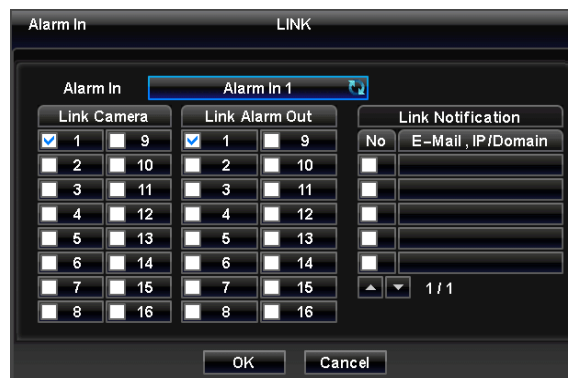 Alarm In LINK
Alarm In Alarm In 1
Link Camera Link Alarm Out Link Notification
1 9 1 9 No E-Mail , IP/Domain
2 10 2 10
3 11 3 11
4 12 4 12
5 13 5 13
6 14 6 14
7 15 7 15 1/1
8 16 8 16
OK Cancel